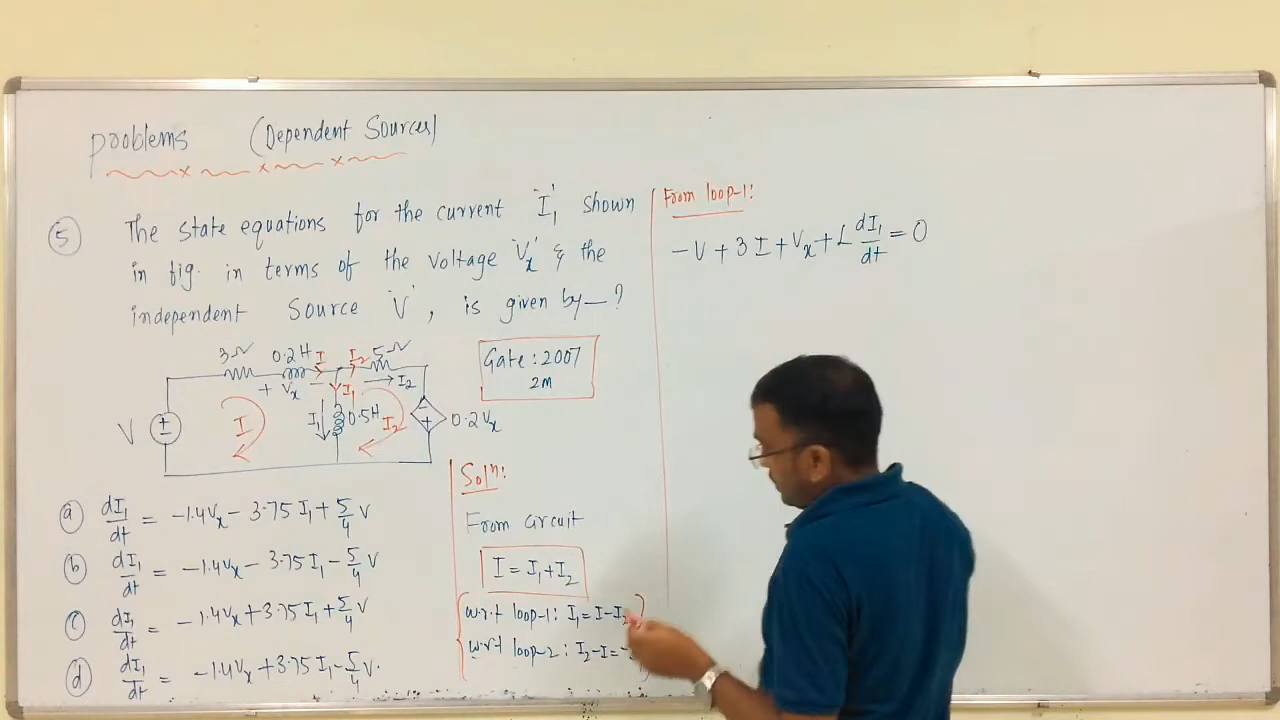 Problems (Dependent Sources)
5 The state equations for the current 'I₁' shown
in fig. in terms of the voltage 'Vx' & the
independent Source 'V', is given by — ?
Gate : 2007
2M
3Ω 0.2H I I₂ 5Ω
+ Vx − I₁ → I₂
V + − I I₁ 0.5H I₂ − + 0.2Vx
a dI₁/dt = −1.4Vx − 3.75 I₁ + 5/4 V
b dI₁/dt = −1.4Vx − 3.75 I₁ − 5/4 V
c dI₁/dt = −1.4Vx + 3.75 I₁ + 5/4 V
d dI₁/dt = −1.4Vx + 3.75 I₁ − 5/4 V.
Solⁿ:
From circuit
I = I₁+I₂
w.r.t loop-1 : I₁ = I − I₂
w.r.t loop-2 : I₂ − I = −
From loop-1:
−V + 3 I + Vx + L dI₁/dt = 0